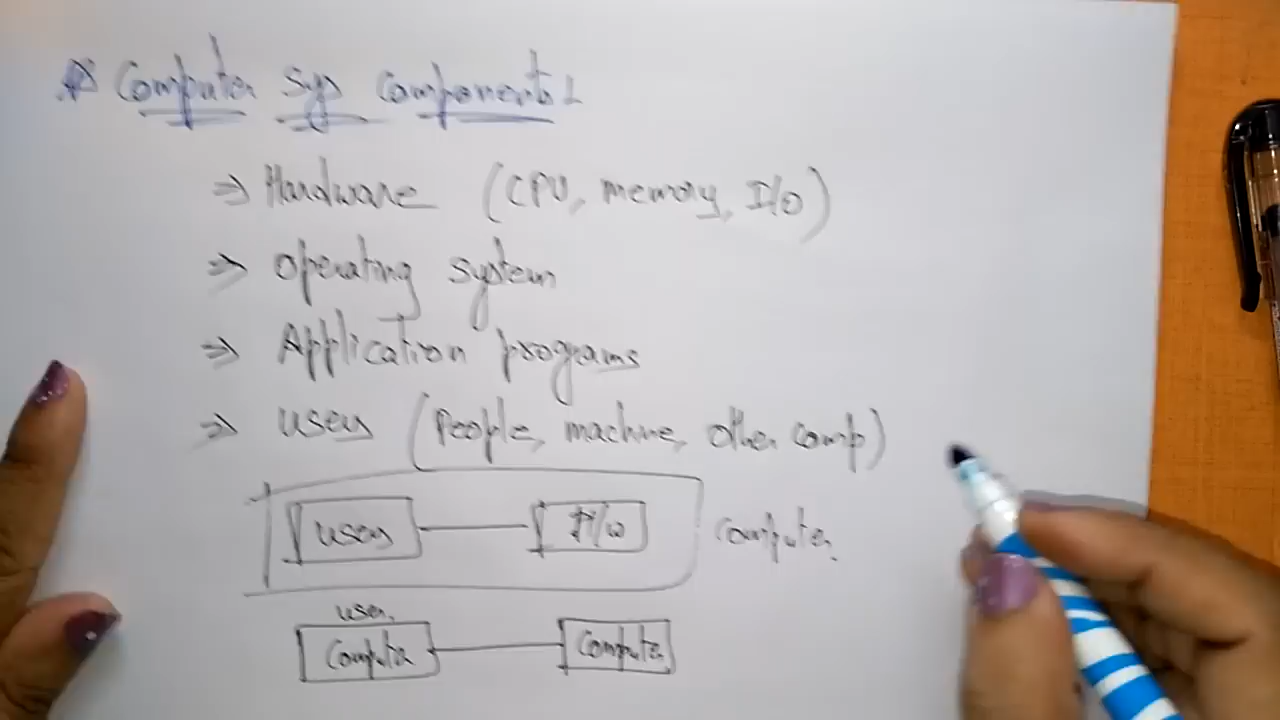 Computer sys Components
⇒ Hardware (CPU, memory, I/O)
⇒ Operating system
⇒ Application programs
⇒ users (People, machine, other comp)
users H/w Computer
user
Computer Computer